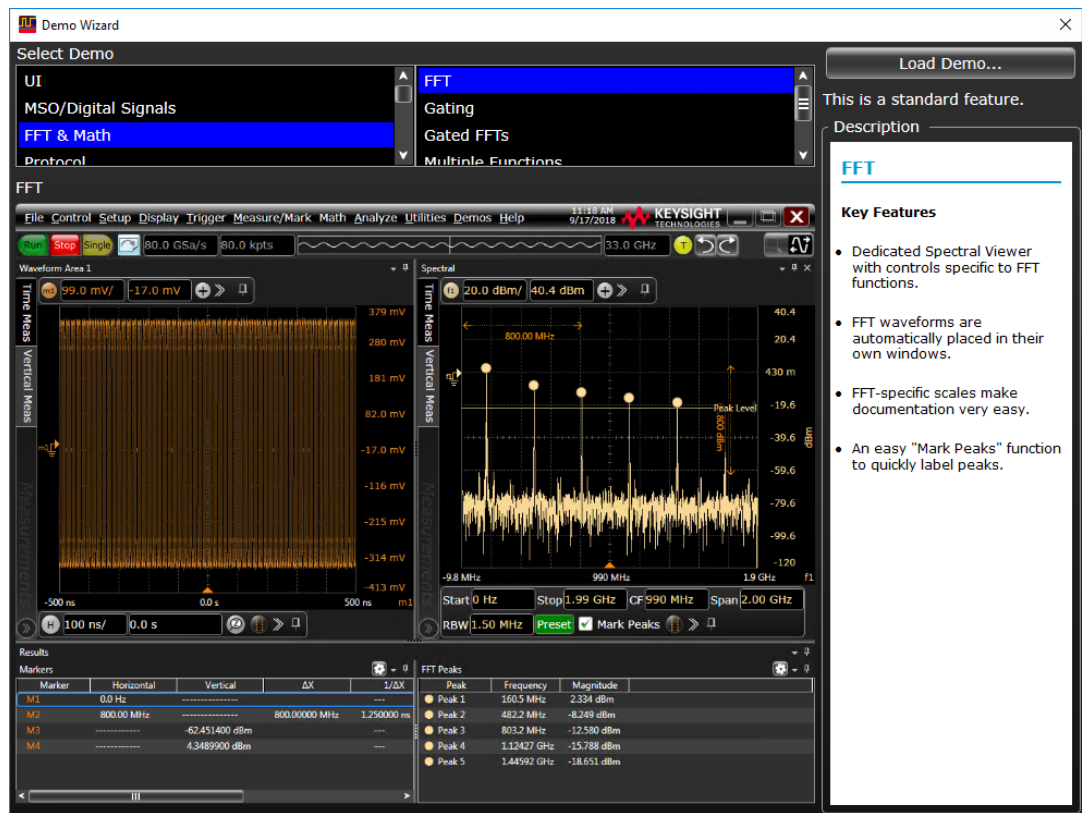 Demo Wizard
Select Demo
UI
MSO/Digital Signals
FFT & Math
Protocol
FFT
Gating
Gated FFTs
Multiple Functions
Load Demo...
This is a standard feature.
Description
FFT
Key Features
• Dedicated Spectral Viewer
with controls specific to FFT
functions.
• FFT waveforms are
automatically placed in their
own windows.
• FFT-specific scales make
documentation very easy.
• An easy "Mark Peaks" function
to quickly label peaks.
FFT
File Control Setup Display Trigger Measure/Mark Math Analyze Utilities Demos Help
11:18 AM
9/17/2018
KEYSIGHT
TECHNOLOGIES
Run Stop Single 80.0 GSa/s 80.0 kpts 33.0 GHz T
Waveform Area 1
m1 99.0 mV/ -17.0 mV
Time Meas
Vertical Meas
Measurements
379 mV
280 mV
181 mV
82.0 mV
-17.0 mV
-116 mV
-215 mV
-314 mV
-413 mV
m1
-500 ns 0.0 s 500 ns m1
H 100 ns/ 0.0 s
Spectral
f1 20.0 dBm/ 40.4 dBm
Time Meas
Vertical Meas
Measurements
800.00 MHz
Peak Level
40.4
20.4
430 m
-19.6
-39.6
-59.6
-79.6
-99.6
-120
dBm
-9.8 MHz 990 MHz 1.9 GHz f1
Start 0 Hz Stop 1.99 GHz CF 990 MHz Span 2.00 GHz
RBW 1.50 MHz Preset Mark Peaks
Results
Markers
Marker Horizontal Vertical ΔX 1/ΔX
M1 0.0 Hz --------------- ---
M2 800.00 MHz --------------- 800.00000 MHz 1.250000 ns
M3 ------------ -62.451400 dBm ---
M4 ------------ 4.3489900 dBm ---
FFT Peaks
Peak Frequency Magnitude
Peak 1 160.5 MHz 2.334 dBm
Peak 2 482.2 MHz -8.249 dBm
Peak 3 803.2 MHz -12.580 dBm
Peak 4 1.12427 GHz -15.788 dBm
Peak 5 1.44592 GHz -18.651 dBm